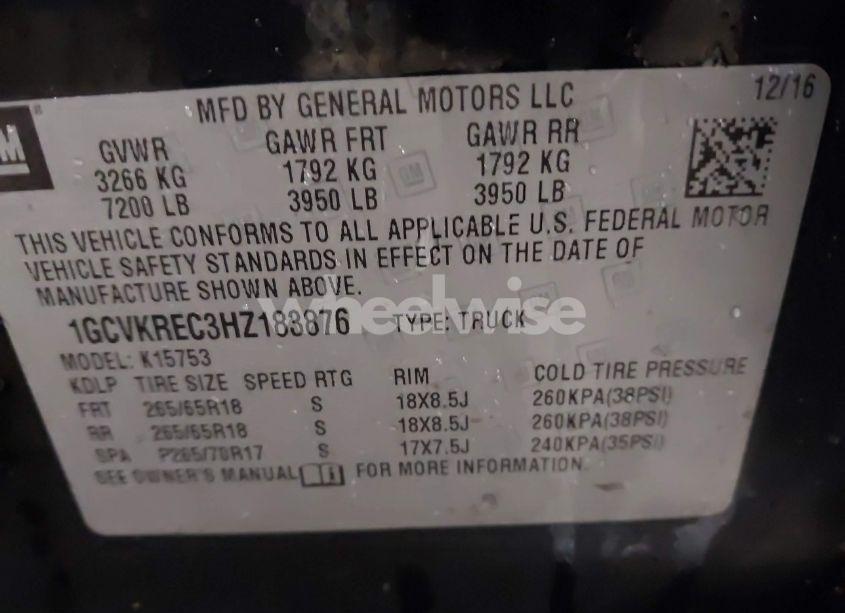 MFD BY GENERAL MOTORS LLC
12/16
GM
GVWR GAWR FRT GAWR RR
3266 KG 1792 KG 1792 KG
7200 LB 3950 LB 3950 LB
THIS VEHICLE CONFORMS TO ALL APPLICABLE U.S. FEDERAL MOTOR
VEHICLE SAFETY STANDARDS IN EFFECT ON THE DATE OF
MANUFACTURE SHOWN ABOVE.
wheelwise
1GCVKREC3HZ183876 TYPE: TRUCK
MODEL: K15753
KDLP TIRE SIZE SPEED RTG RIM COLD TIRE PRESSURE
FRT 265/65R18 S 18X8.5J 260KPA(38PSI)
RR 265/65R18 S 18X8.5J 260KPA(38PSI)
SPA P265/70R17 S 17X7.5J 240KPA(35PSI)
SEE OWNER'S MANUAL FOR MORE INFORMATION.